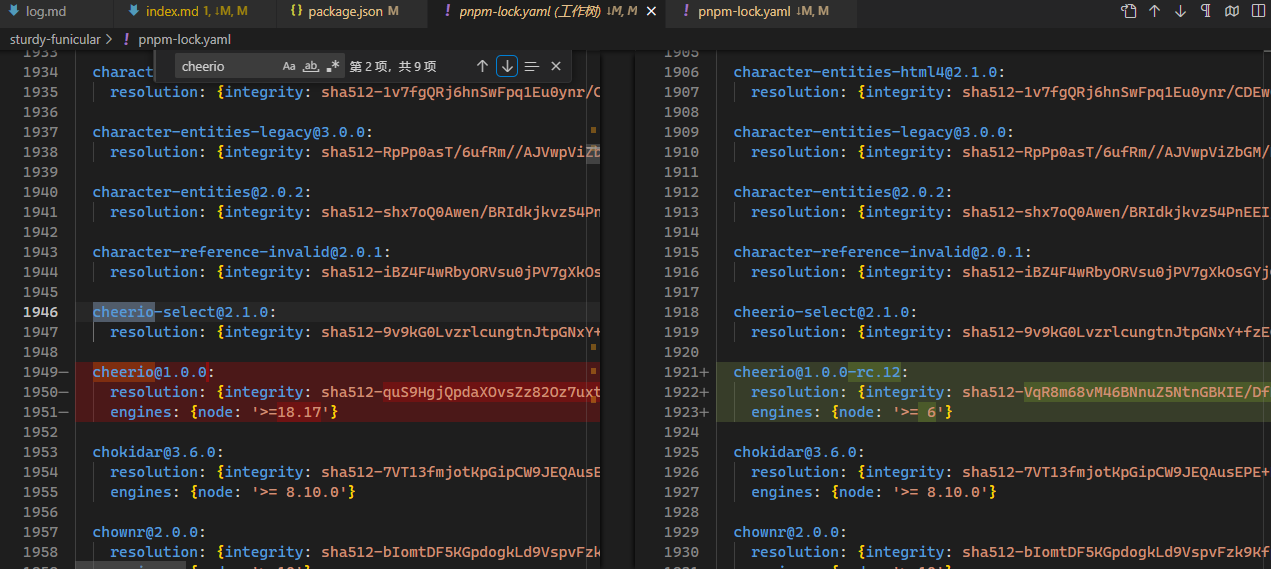 log.md
index.md 1, ↓M, M
{} package.json M
! pnpm-lock.yaml (工作树) ↓M, M
! pnpm-lock.yaml ↓M, M
sturdy-funicular > ! pnpm-lock.yaml
cheerio Aa ab .* 第 2 项，共 9 项
1933
1934 charact
1935 resolution: {integrity: sha512-1v7fgQRj6hnSwFpq1Eu0ynr/C
1936
1937 character-entities-legacy@3.0.0:
1938 resolution: {integrity: sha512-RpPp0asT/6ufRm//AJVwpViZb
1939
1940 character-entities@2.0.2:
1941 resolution: {integrity: sha512-shx7oQ0Awen/BRIdkjkvz54Pn
1942
1943 character-reference-invalid@2.0.1:
1944 resolution: {integrity: sha512-iBZ4F4wRbyORVsu0jPV7gXkOs
1945
1946 cheerio-select@2.1.0:
1947 resolution: {integrity: sha512-9v9kG0LvzrlcungtnJtpGNxY+
1948
1949— cheerio@1.0.0:
1950— resolution: {integrity: sha512-quS9HgjQpdaXOvsZz82Oz7uxt
1951— engines: {node: '>=18.17'}
1952
1953 chokidar@3.6.0:
1954 resolution: {integrity: sha512-7VT13fmjotKpGipCW9JEQAusE
1955 engines: {node: '>= 8.10.0'}
1956
1957 chownr@2.0.0:
1958 resolution: {integrity: sha512-bIomtDF5KGpdogkLd9VspvFzk
1905
1906 character-entities-html4@2.1.0:
1907 resolution: {integrity: sha512-1v7fgQRj6hnSwFpq1Eu0ynr/CDEw
1908
1909 character-entities-legacy@3.0.0:
1910 resolution: {integrity: sha512-RpPp0asT/6ufRm//AJVwpViZbGM/
1911
1912 character-entities@2.0.2:
1913 resolution: {integrity: sha512-shx7oQ0Awen/BRIdkjkvz54PnEEI
1914
1915 character-reference-invalid@2.0.1:
1916 resolution: {integrity: sha512-iBZ4F4wRbyORVsu0jPV7gXkOsGYj
1917
1918 cheerio-select@2.1.0:
1919 resolution: {integrity: sha512-9v9kG0LvzrlcungtnJtpGNxY+fzE
1920
1921+ cheerio@1.0.0-rc.12:
1922+ resolution: {integrity: sha512-VqR8m68vM46BNnuZ5NtnGBKIE/Df
1923+ engines: {node: '>= 6'}
1924
1925 chokidar@3.6.0:
1926 resolution: {integrity: sha512-7VT13fmjotKpGipCW9JEQAusEPE+
1927 engines: {node: '>= 8.10.0'}
1928
1929 chownr@2.0.0:
1930 resolution: {integrity: sha512-bIomtDF5KGpdogkLd9VspvFzk9Kf